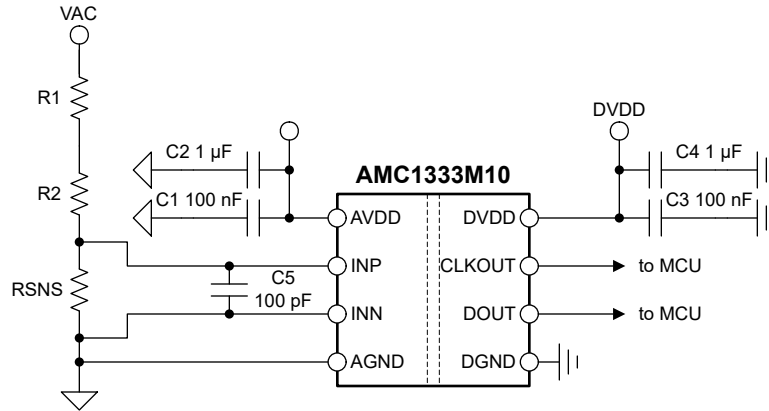 VAC
R1
DVDD
C2 1 µF
C4 1 µF
AMC1333M10
R2
C1 100 nF
C3 100 nF
AVDD
DVDD
INP
CLKOUT
to MCU
RSNS
C5
100 pF
INN
DOUT
to MCU
AGND
DGND